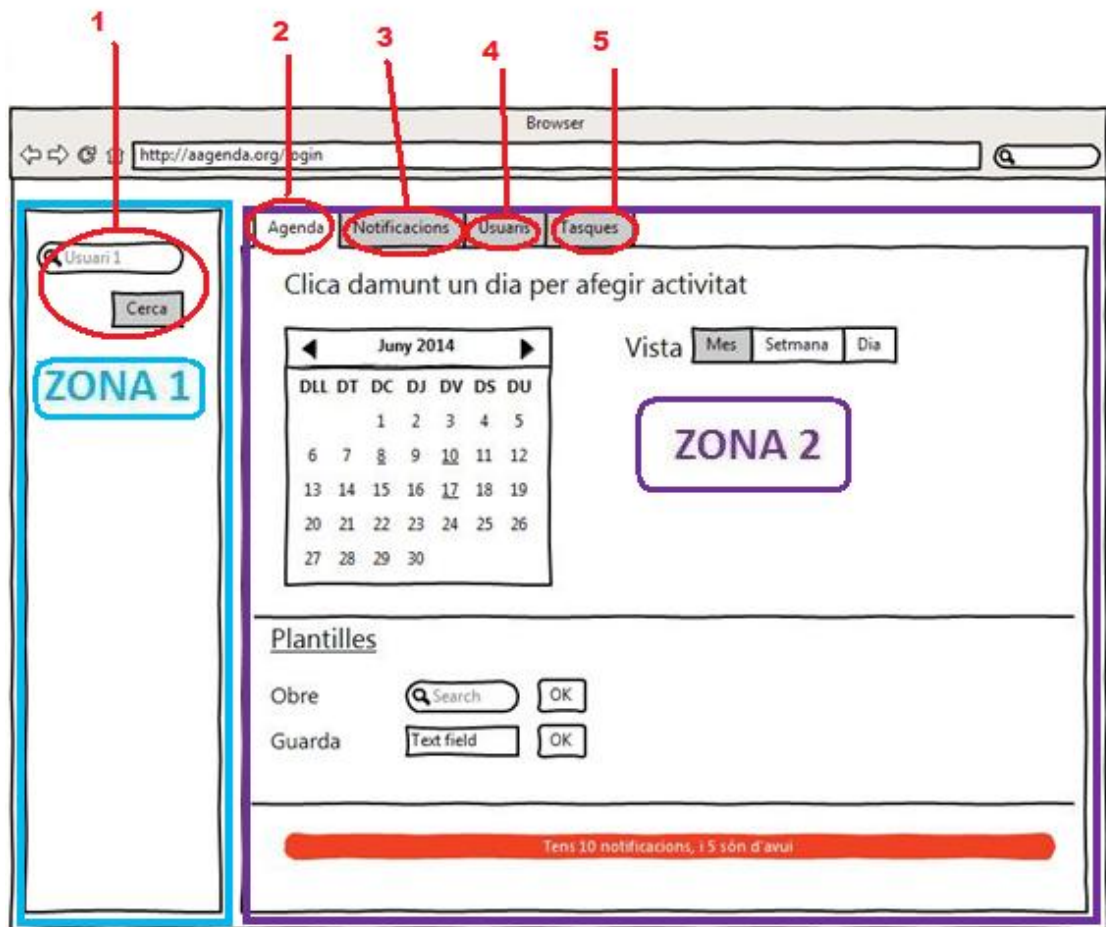 1
2
3
4
5
Browser
http://aagenda.org/login
Usuari 1
Cerca
ZONA 1
Agenda
Notificacions
Usuaris
Tasques
Clica damunt un dia per afegir activitat
Juny 2014
DLL DT DC DJ DV DS DU
1 2 3 4 5
6 7 8 9 10 11 12
13 14 15 16 17 18 19
20 21 22 23 24 25 26
27 28 29 30
Vista Mes Setmana Dia
ZONA 2
Plantilles
Obre Search OK
Guarda Text field OK
Tens 10 notificacions, i 5 són d'avui